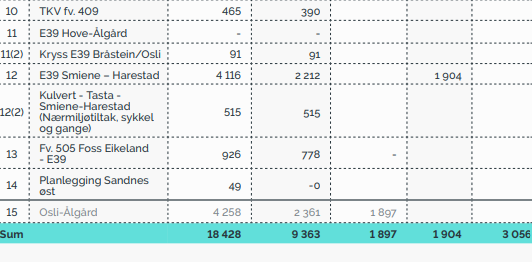 10 TKV fv. 409 465 390
11 E39 Hove-Ålgård - -
11(2) Kryss E39 Bråstein/Osli 91 91
12 E39 Smiene – Harestad 4 116 2 212 1 904
Kulvert - Tasta -
Smiene-Harestad
12(2) (Nærmiljøtiltak, sykkel 515 515
og gange)
13 Fv. 505 Foss Eikeland 926 778 -
- E39
14 Planlegging Sandnes 49 -0
øst
15 Osli-Ålgård 4 258 2 361 1 897
Sum 18 428 9 363 1 897 1 904 3 056